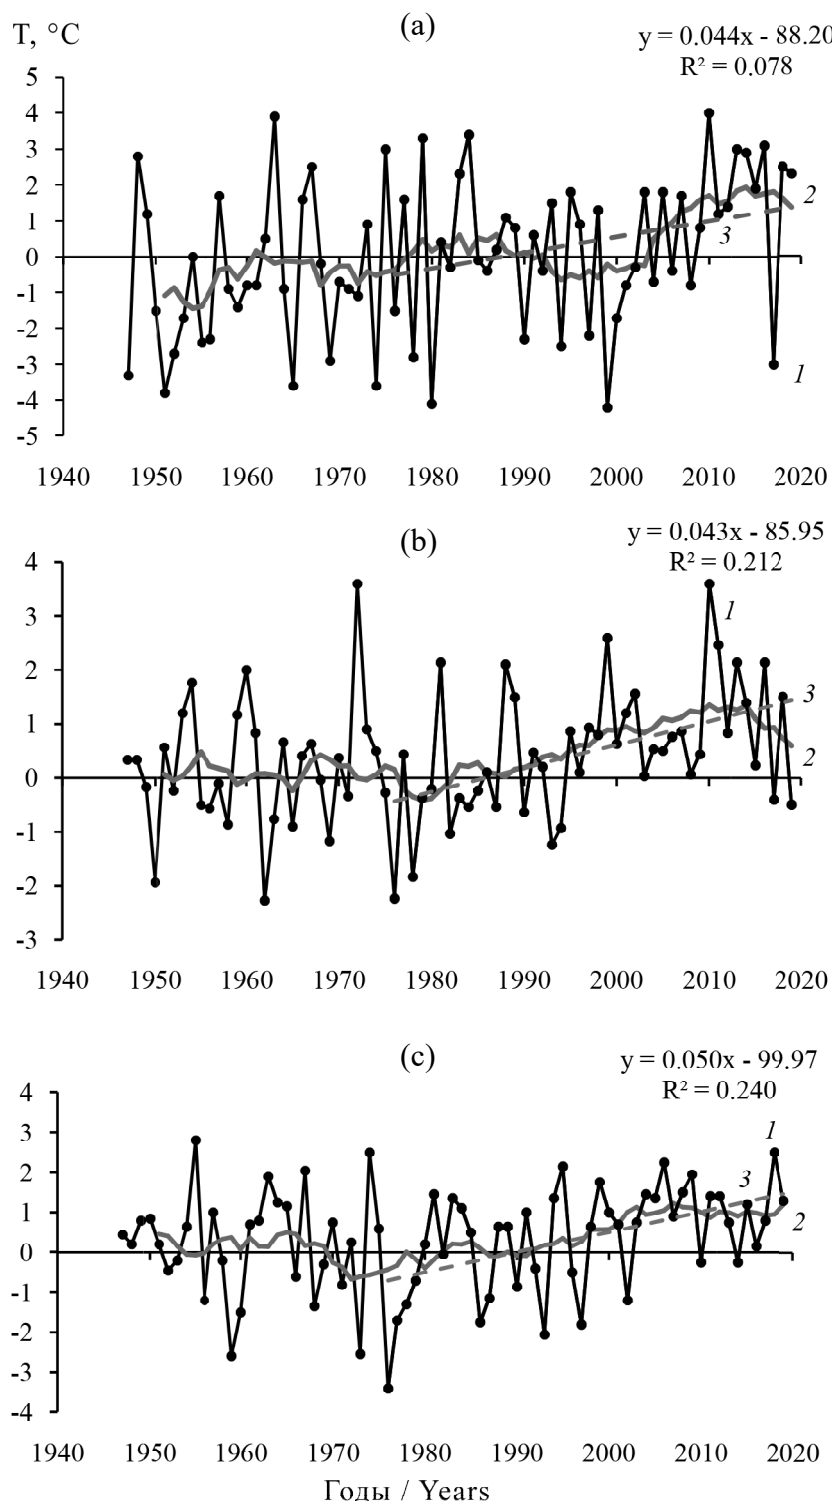 (a)
T, °C
y = 0.044x - 88.20
R² = 0.078
5
4
3
2
1
0
-1
-2
-3
-4
-5
2
3
1
1940 1950 1960 1970 1980 1990 2000 2010 2020
(b)
y = 0.043x - 85.95
R² = 0.212
4
3
2
1
0
-1
-2
-3
1
3
2
1940 1950 1960 1970 1980 1990 2000 2010 2020
(c)
y = 0.050x - 99.97
R² = 0.240
4
3
2
1
0
-1
-2
-3
-4
1
3
2
1940 1950 1960 1970 1980 1990 2000 2010 2020
Годы / Years